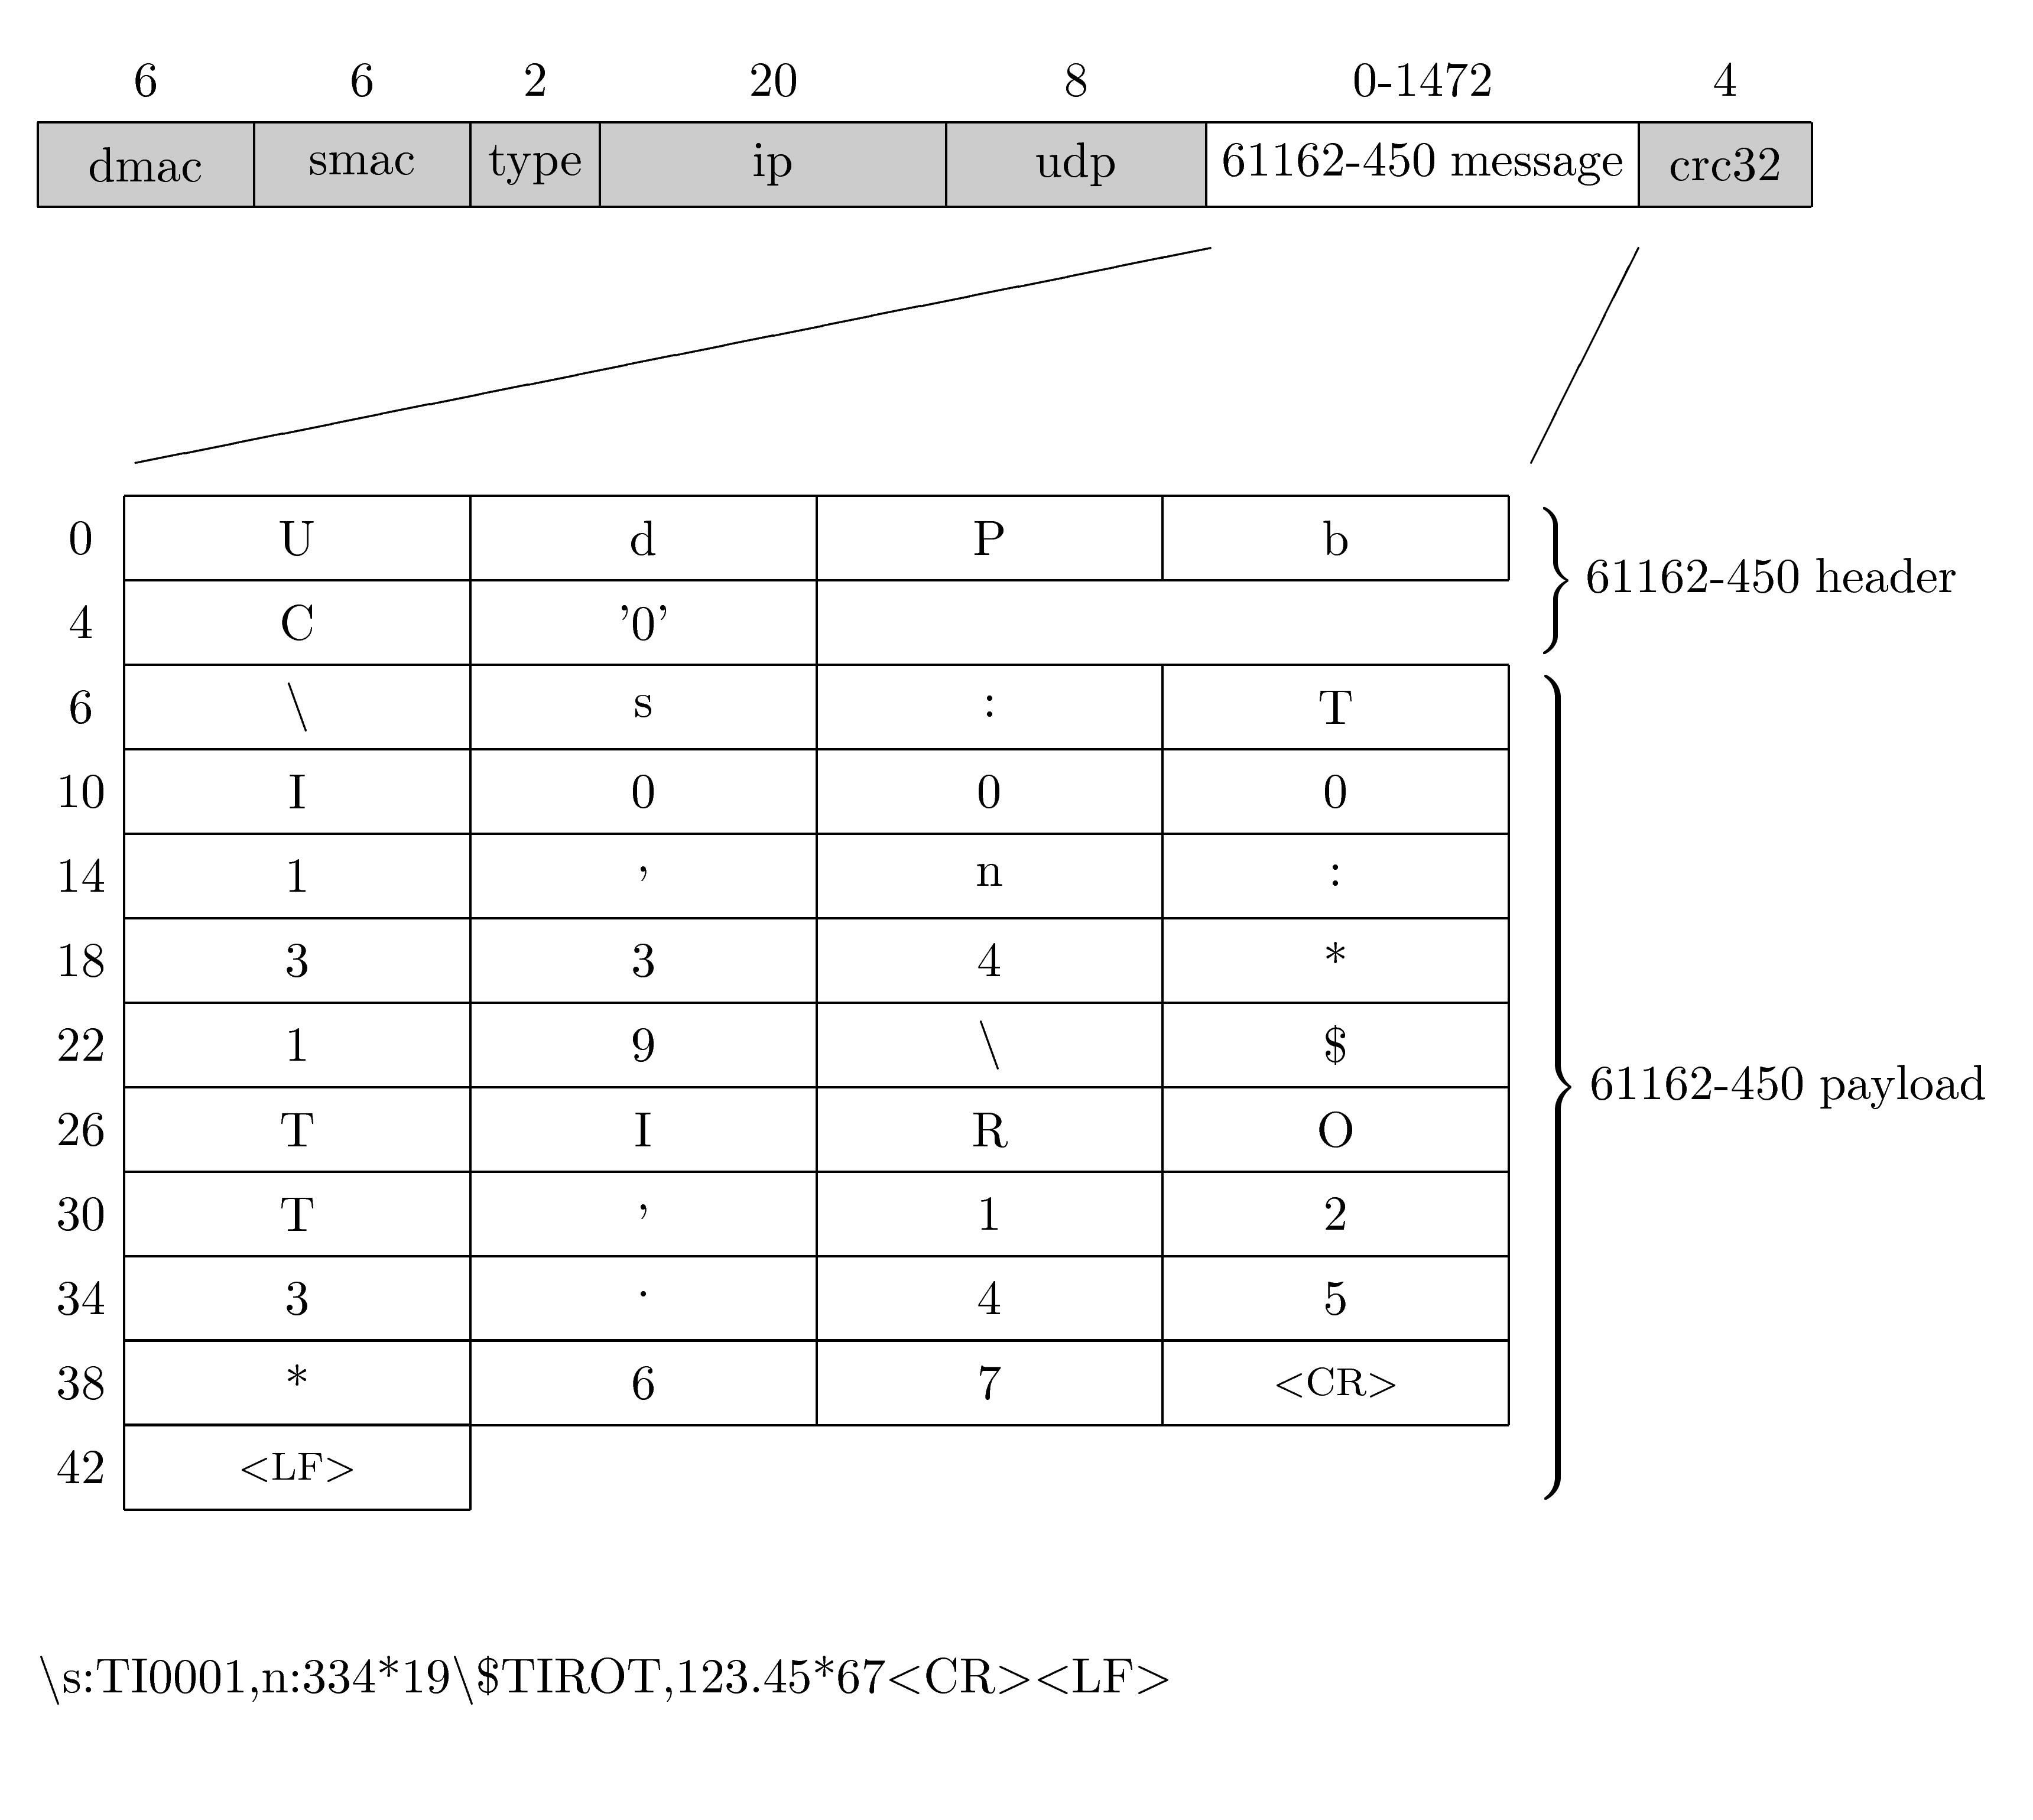 6 6 2 20 8 0-1472 4
dmac smac type ip udp 61162-450 message crc32
0 U d P b
61162-450 header
4 C '0'
6 \ s : T
10 I 0 0 0
14 1 , n :
18 3 3 4 *
22 1 9 \ $
61162-450 payload
26 T I R O
30 T , 1 2
34 3 . 4 5
38 * 6 7 <CR>
42 <LF>
\s:TI0001,n:334*19\$TIROT,123.45*67<CR><LF>